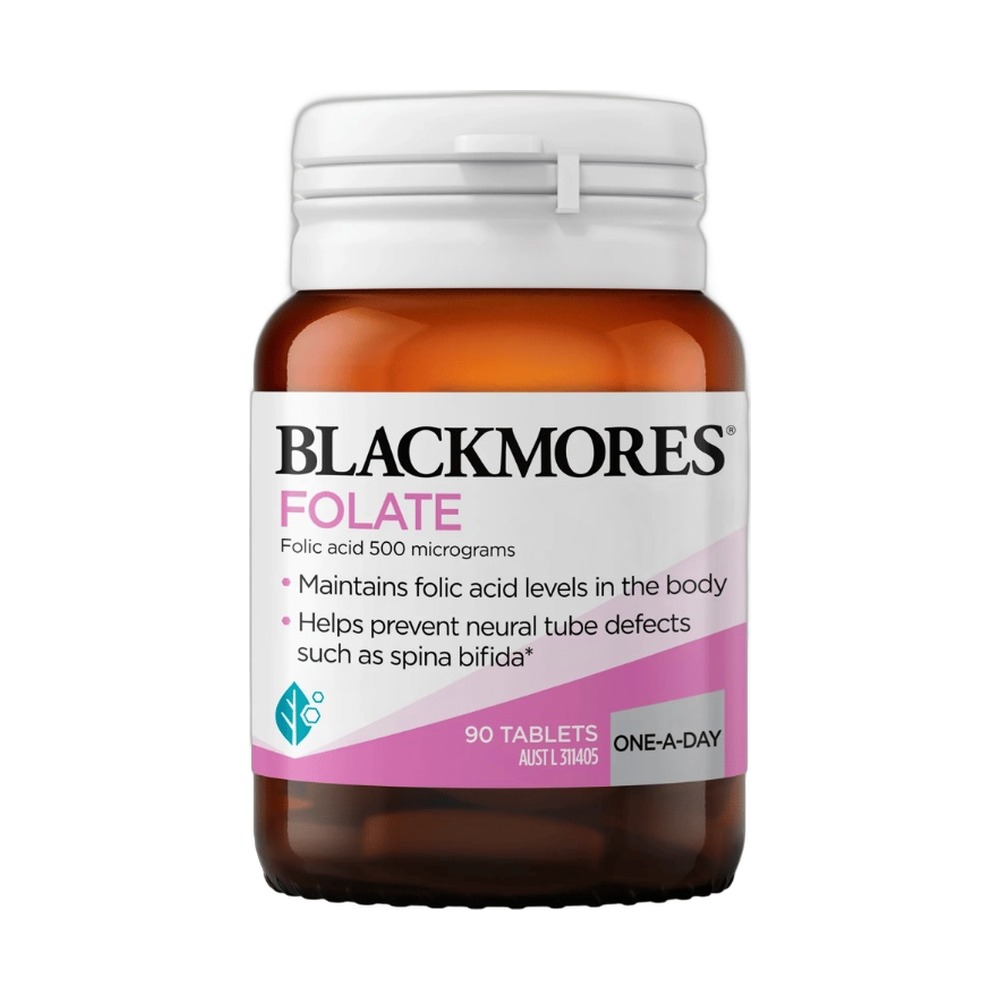 BLACKMORES®
FOLATE
Folic acid 500 micrograms
• Maintains folic acid levels in the body
• Helps prevent neural tube defects
such as spina bifida*
90 TABLETS
AUST L 311405
ONE-A-DAY